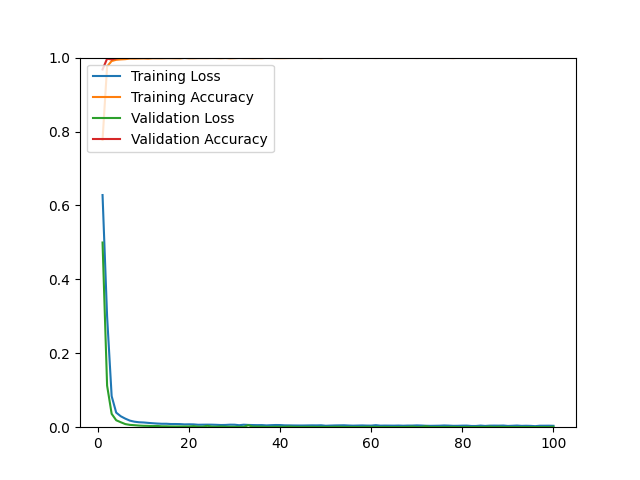 1.0
0.8
0.6
0.4
0.2
0.0
Training Loss
Training Accuracy
Validation Loss
Validation Accuracy
0 20 40 60 80 100